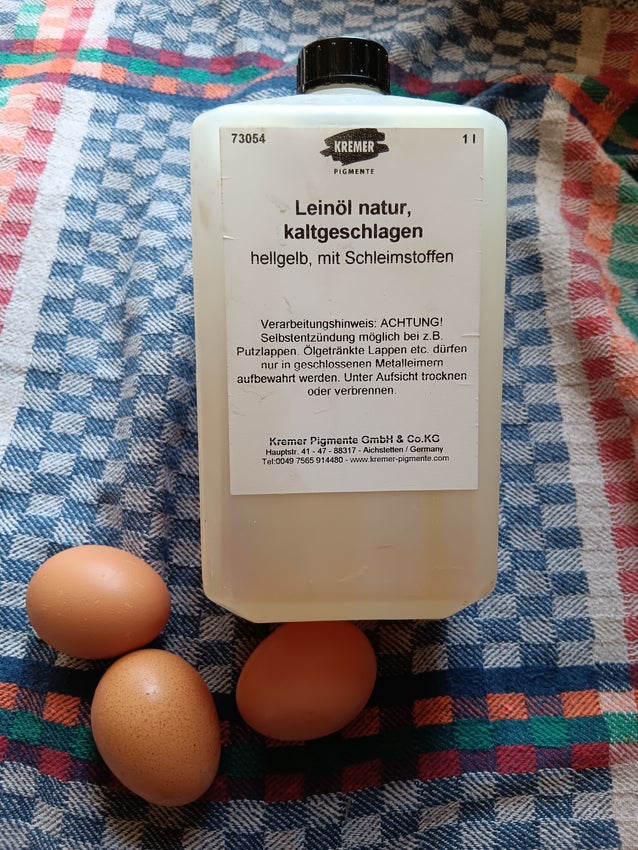 73054
1 l
KREMER
PIGMENTE
Leinöl natur,
kaltgeschlagen
hellgelb, mit Schleimstoffen
Verarbeitungshinweis: ACHTUNG!
Selbstentzündung möglich bei z.B.
Putzlappen. Ölgetränkte Lappen etc. dürfen
nur in geschlossenen Metalleimern
aufbewahrt werden. Unter Aufsicht trocknen
oder verbrennen.
Kremer Pigmente GmbH & Co.KG
Hauptstr. 41 - 47 - 88317 - Aichstetten / Germany
Tel:0049 7565 914480 - www.kremer-pigmente.com